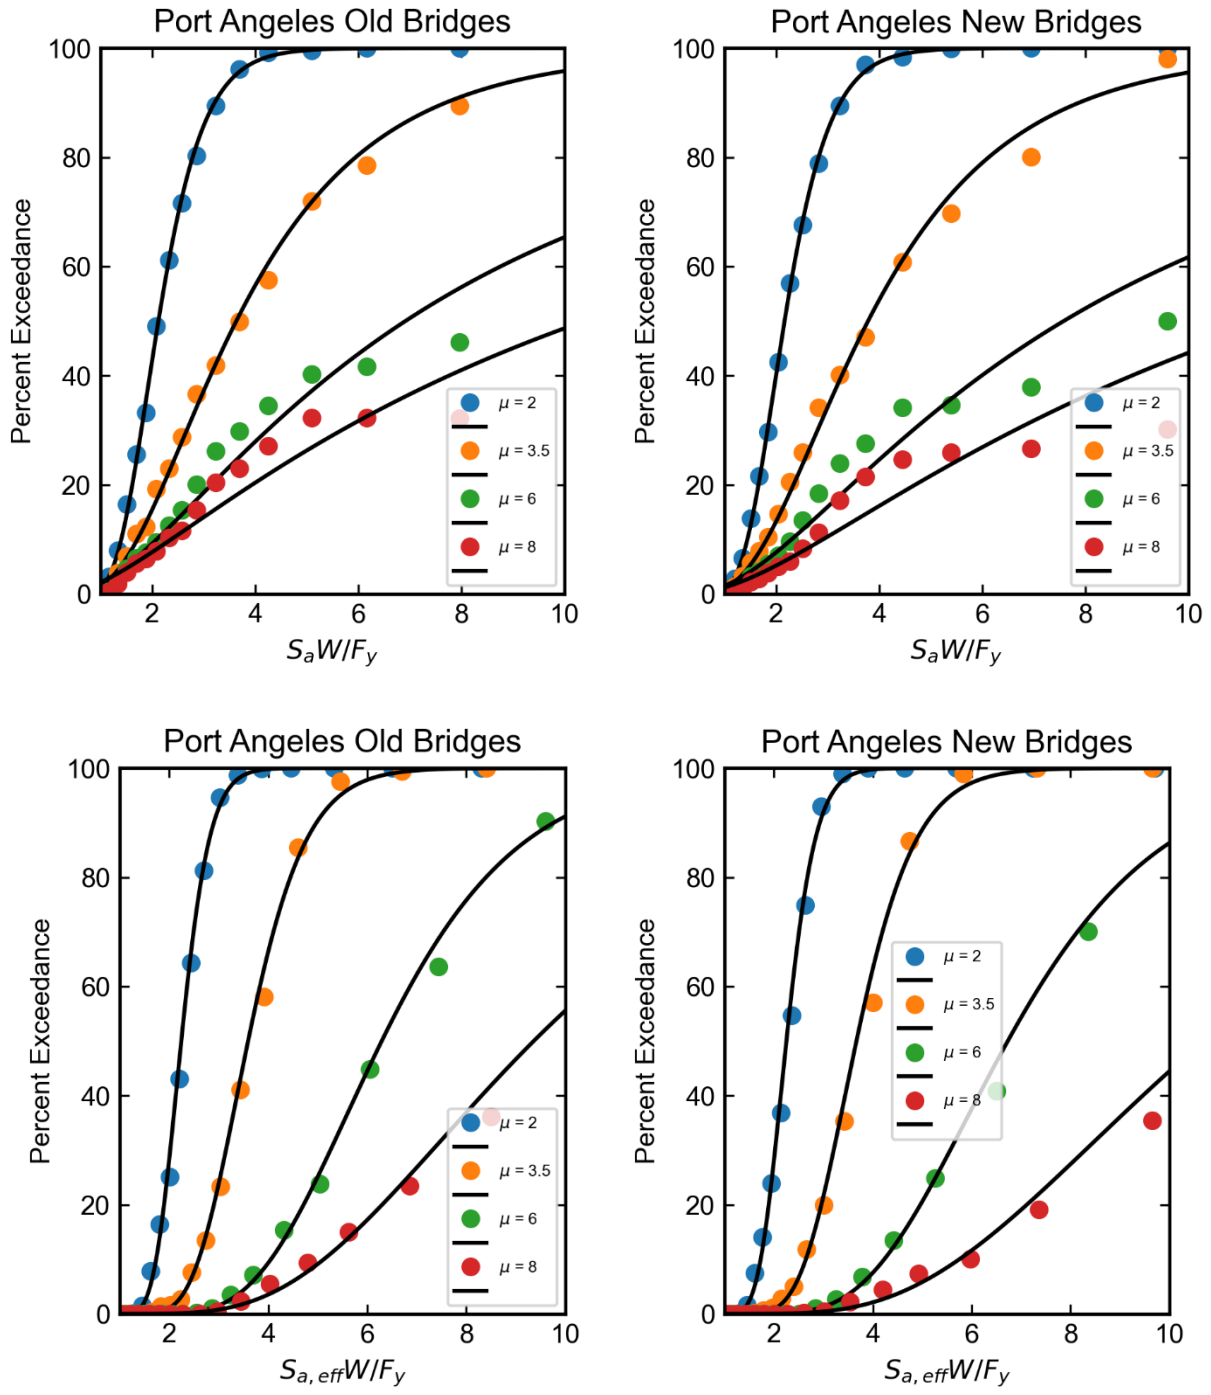 Port Angeles Old Bridges
100
80
60
40
20
0
Percent Exceedance
μ = 2
μ = 3.5
μ = 6
μ = 8
2 4 6 8 10
SₐW/Fᵧ
Port Angeles New Bridges
100
80
60
40
20
0
Percent Exceedance
μ = 2
μ = 3.5
μ = 6
μ = 8
2 4 6 8 10
SₐW/Fᵧ
Port Angeles Old Bridges
100
80
60
40
20
0
Percent Exceedance
μ = 2
μ = 3.5
μ = 6
μ = 8
2 4 6 8 10
Sa, effW/Fy
Port Angeles New Bridges
100
80
60
40
20
0
Percent Exceedance
μ = 2
μ = 3.5
μ = 6
μ = 8
2 4 6 8 10
Sa, effW/Fy